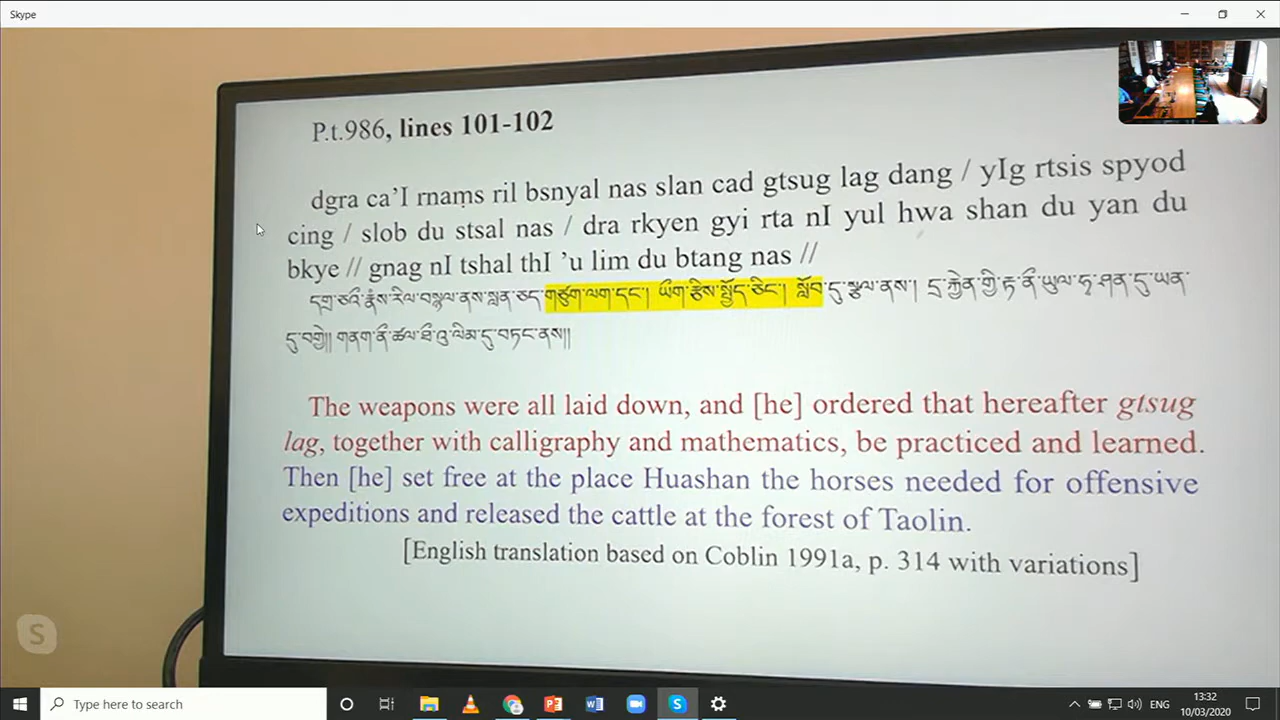 Skype
P.t.986, lines 101-102
dgra ca’I rnaṃs ril bsnyal nas slan cad gtsug lag dang / yIg rtsis spyod
cing / slob du stsal nas / dra rkyen gyi rta nI yul hwa shan du yan du
bkye // gnag nI tshal thI ’u lim du btang nas //
དགྲ་ཅའྀ་རྣཾས་རིལ་བསྙལ་ནས་སླན་ཅད་གཙུག་ལག་དང་། ཡྀག་རྩིས་སྤྱོད་ཅིང་། སློབ་དུ་སྩལ་ནས། དྲ་རྐྱེན་གྱི་རྟ་ནྀ་ཡུལ་ཧྭ་ཤན་དུ་ཡན་
དུ་བཀྱེ།། གནག་ནྀ་ཚལ་ཐྀ་འུ་ལིམ་དུ་བཏང་ནས།།
The weapons were all laid down, and [he] ordered that hereafter gtsug
lag, together with calligraphy and mathematics, be practiced and learned.
Then [he] set free at the place Huashan the horses needed for offensive
expeditions and released the cattle at the forest of Taolin.
[English translation based on Coblin 1991a, p. 314 with variations]
S
Type here to search
ENG
13:32
10/03/2020